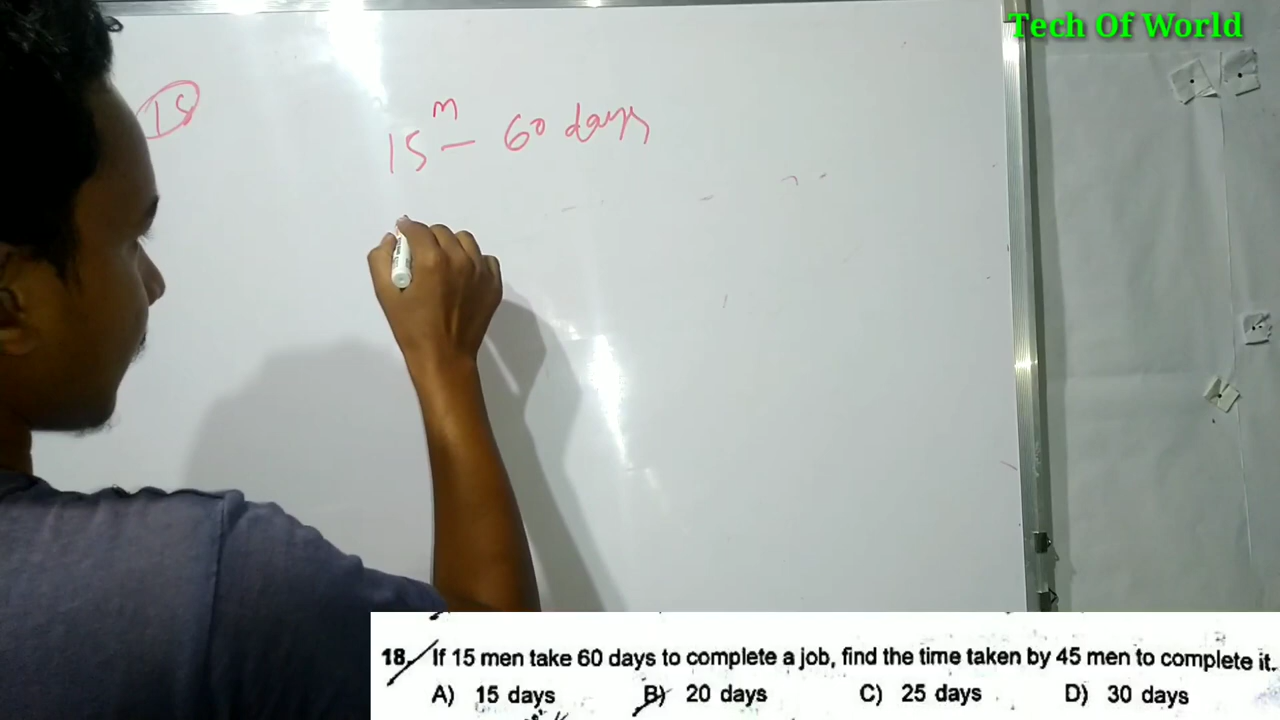 Tech Of World
18
15 m — 60 days
18. If 15 men take 60 days to complete a job, find the time taken by 45 men to complete it.
A) 15 days B) 20 days C) 25 days D) 30 days